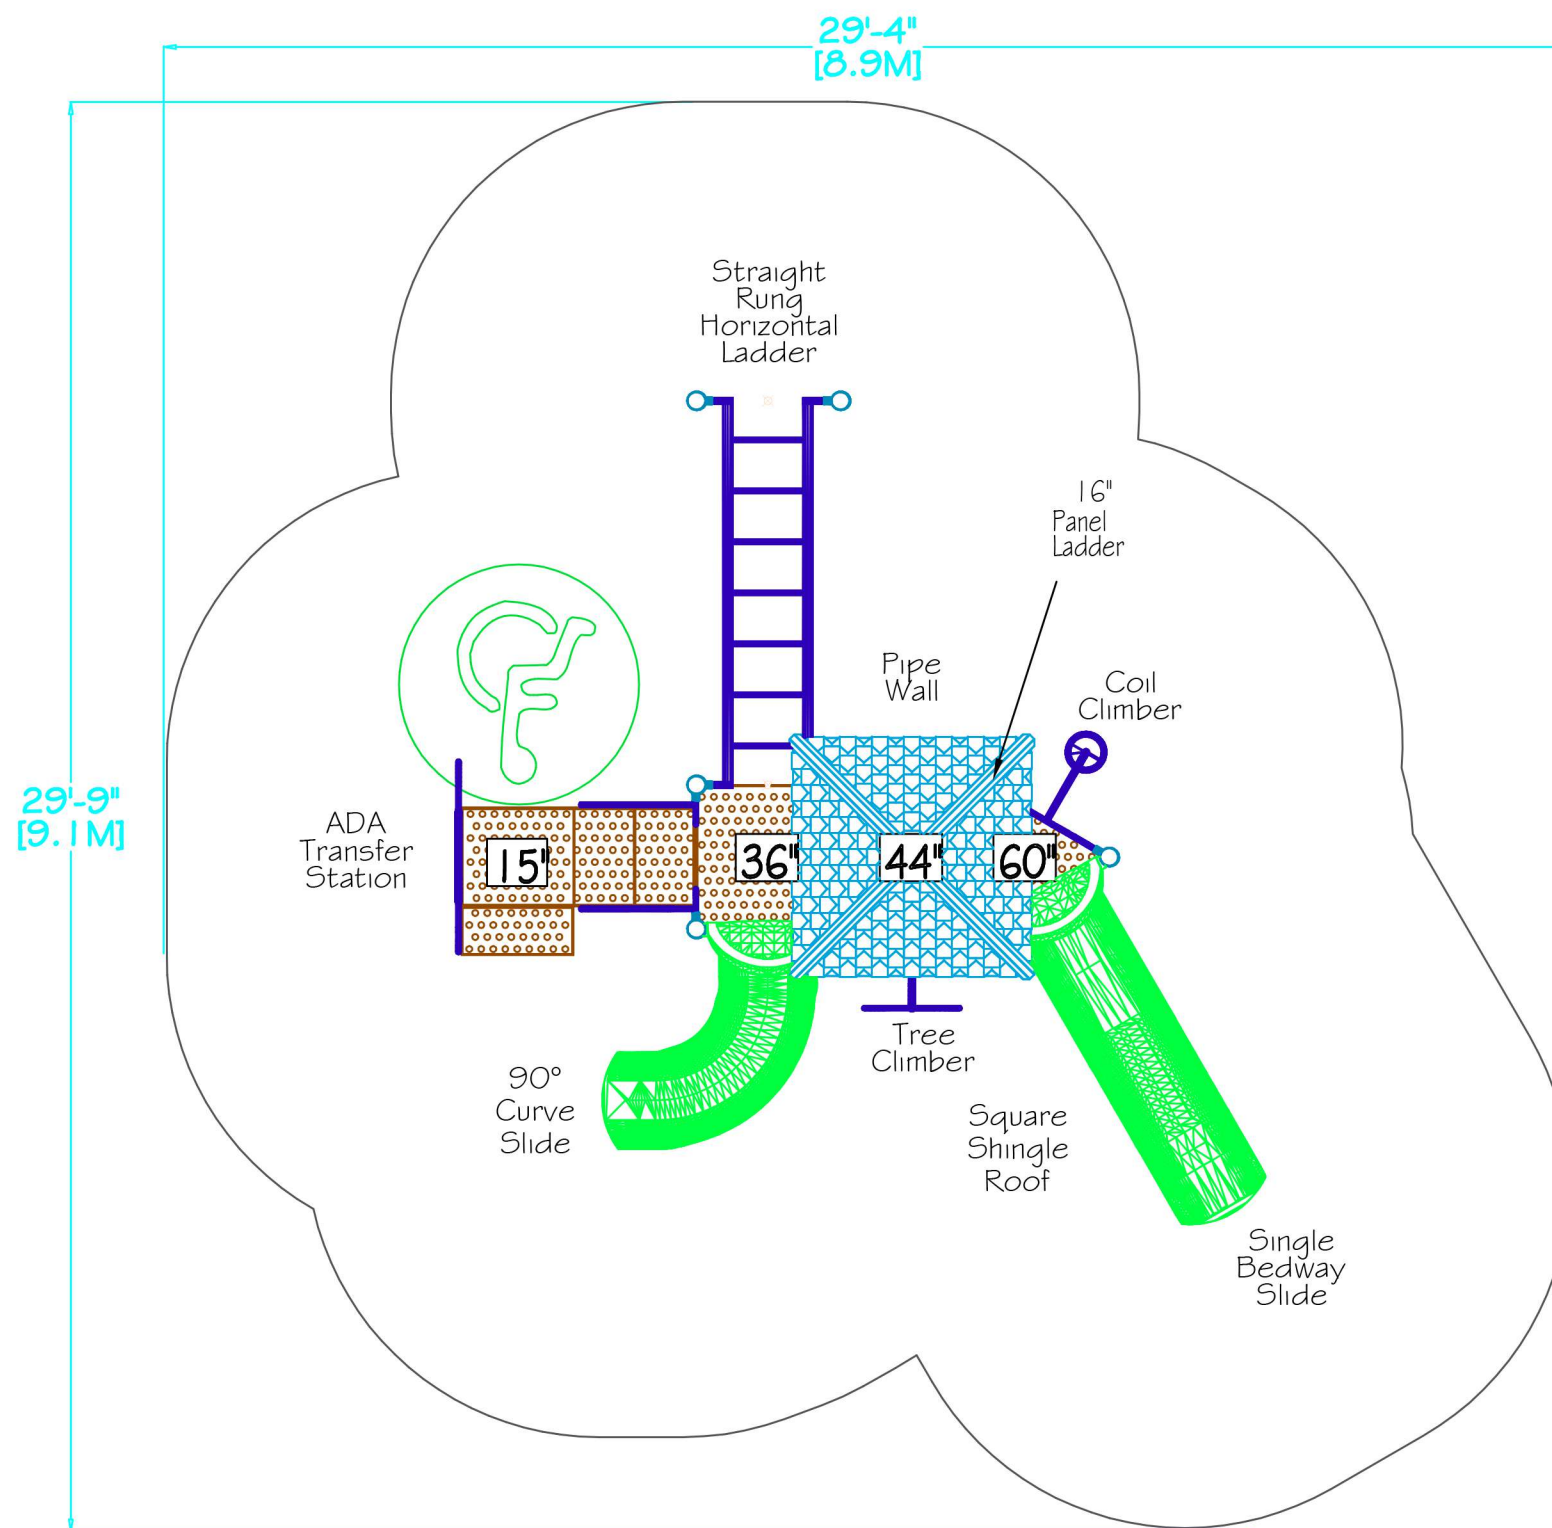 29'-4"
[8.9M]
Straight
Rung
Horizontal
Ladder
16"
Panel
Ladder
Pipe
Wall
Coil
Climber
29'-9"
[9.1M]
ADA
Transfer
Station
15"
36"
44"
60"
Tree
Climber
90°
Curve
Slide
Square
Shingle
Roof
Single
Bedway
Slide